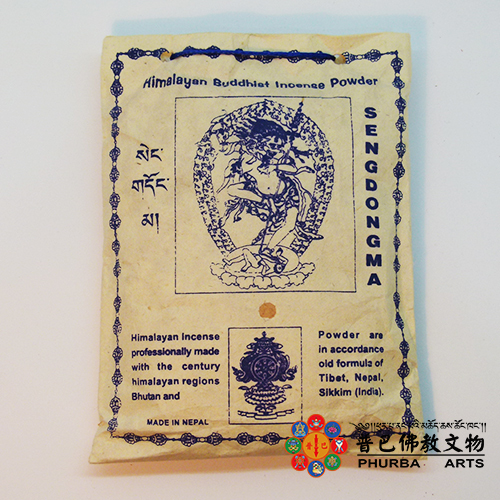 Himalayan Buddhist Incense Powder
སེང་
གདོང་
མ།
SENGDONGMA
Himalayan Incense
professionally made
with the century
himalayan regions
Bhutan and
Powder are
in accordance
old formula of
Tibet, Nepal,
Sikkim (India).
MADE IN NEPAL
普巴佛教文物
PHURBA ARTS